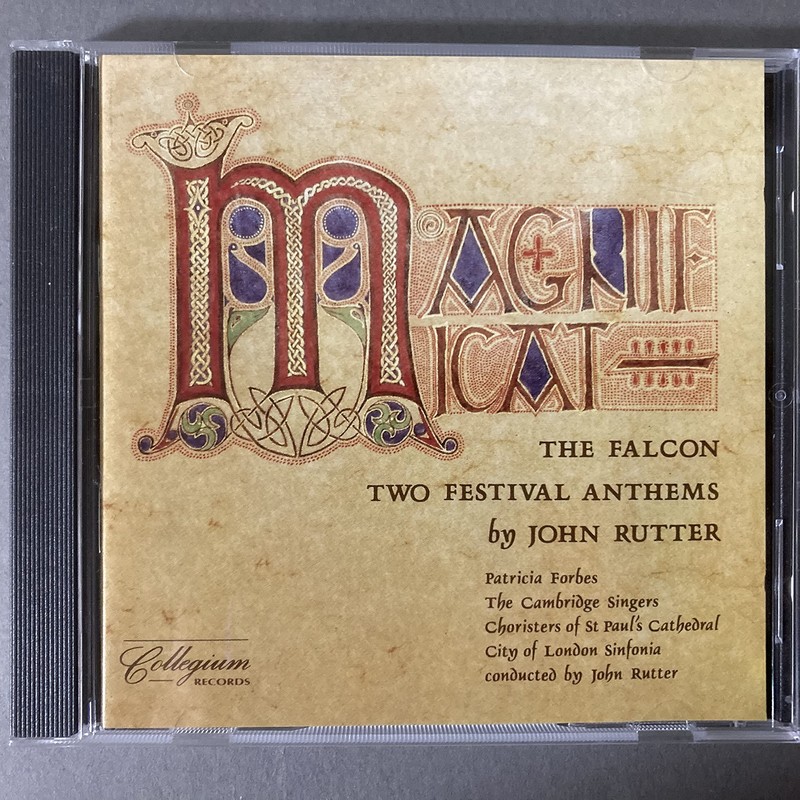 MAGNIF
ICAT
THE FALCON
TWO FESTIVAL ANTHEMS
by JOHN RUTTER
Patricia Forbes
The Cambridge Singers
Choristers of St Paul's Cathedral
City of London Sinfonia
conducted by John Rutter
Collegium
RECORDS